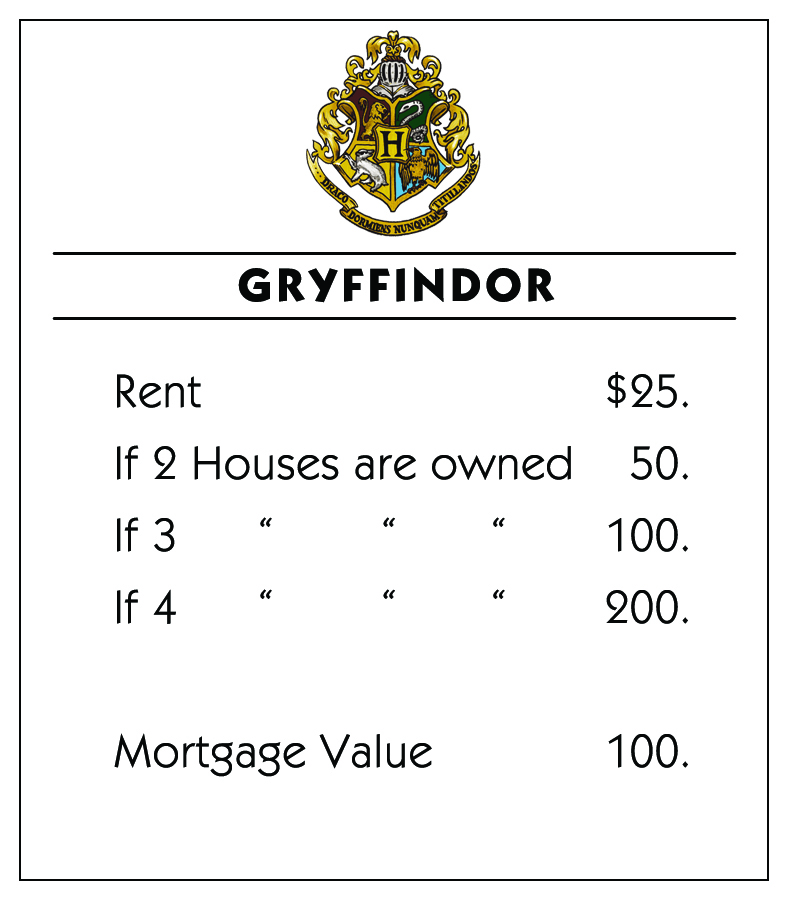 H
DRACO DORMIENS NUNQUAM TITILLANDUS
GRYFFINDOR
Rent $25.
If 2 Houses are owned 50.
If 3 “ “ “ 100.
If 4 “ “ “ 200.
Mortgage Value 100.